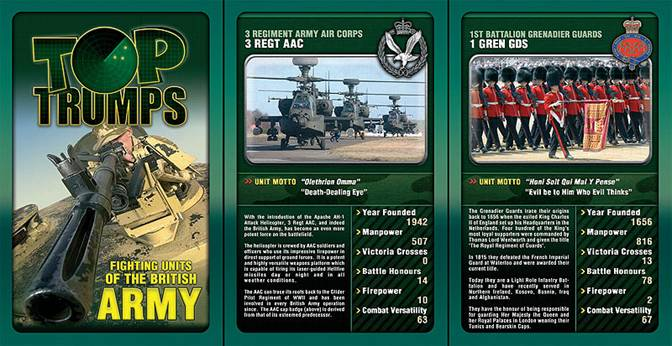 TOP
TRUMPS
FIGHTING UNITS
OF THE BRITISH
ARMY
3 REGIMENT ARMY AIR CORPS
3 REGT AAC
UNIT MOTTO "Olethrion Omma"
"Death-Dealing Eye"
With the introduction of the Apache AH-1
Attack Helicopter, 3 Regt AAC, and indeed
the British Army, has become an even more
potent force on the battlefield.
The helicopter is crewed by AAC soldiers and
officers who use its impressive firepower in
direct support of ground forces. It is a potent
and highly versatile weapons platform which
is capable of firing its laser-guided Hellfire
missiles day or night and in all
weather conditions.
The AAC can trace its roots back to the Glider
Pilot Regiment of WWII and has been
involved in every British Army operation
since. The AAC cap badge (above) is derived
from that of its esteemed predecessor.
Year Founded
1942
Manpower
507
Victoria Crosses
0
Battle Honours
14
Firepower
10
Combat Versatility
63
1ST BATTALION GRENADIER GUARDS
1 GREN GDS
UNIT MOTTO "Honi Soit Qui Mal Y Pense"
"Evil be to Him Who Evil Thinks"
The Grenadier Guards trace their origins
back to 1656 when the exiled King Charles
II of England set up his Headquarters in the
Netherlands. Four hundred of the King's
most loyal supporters were commanded by
Thomas Lord Wentworth and given the title
'The Royal Regiment of Guards'.
In 1815 they defeated the French Imperial
Guard at Waterloo and were awarded their
current title.
Today they are a Light Role Infantry Bat-
talion and have recently served in
Northern Ireland, Kosovo, Bosnia, Iraq
and Afghanistan.
They have the honour of being responsible
for guarding Her Majesty the Queen and
her Royal Palaces in London wearing their
Tunics and Bearskin Caps.
Year Founded
1656
Manpower
816
Victoria Crosses
13
Battle Honours
78
Firepower
2
Combat Versatility
67